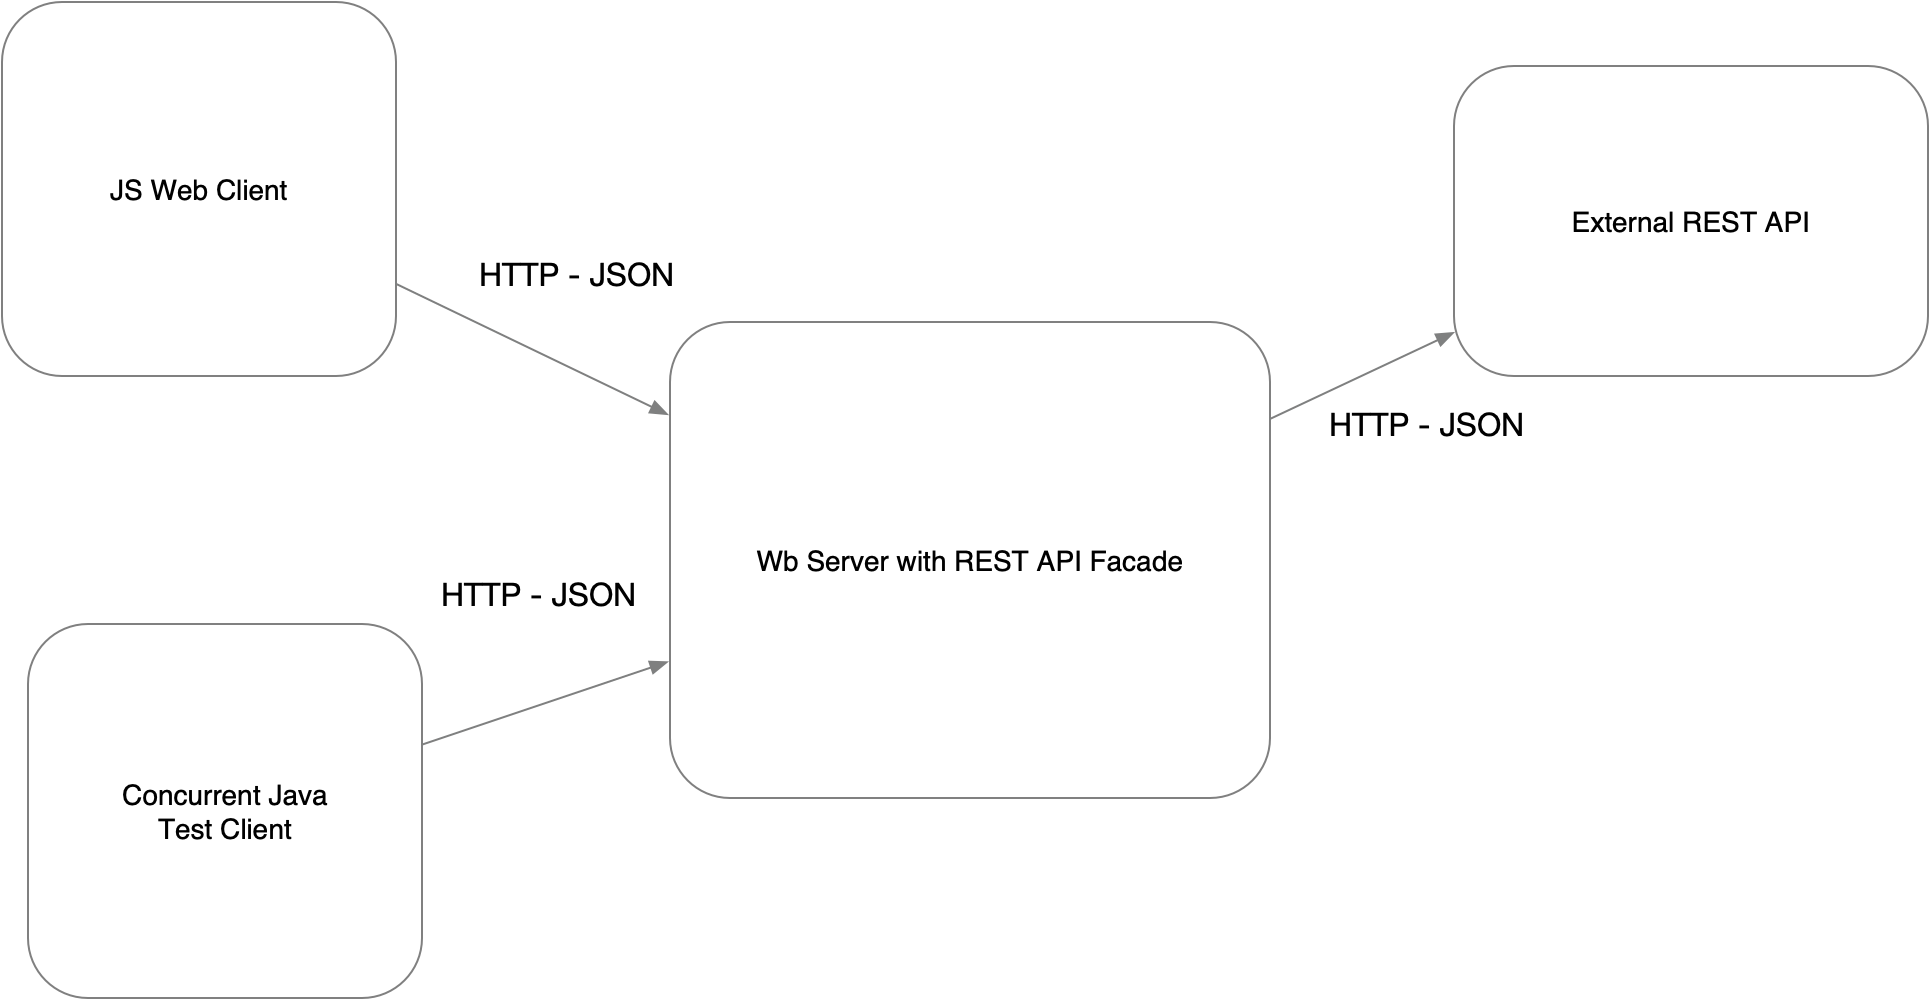 JS Web Client
External REST API
HTTP - JSON
HTTP - JSON
Wb Server with REST API Facade
HTTP - JSON
Concurrent Java
Test Client